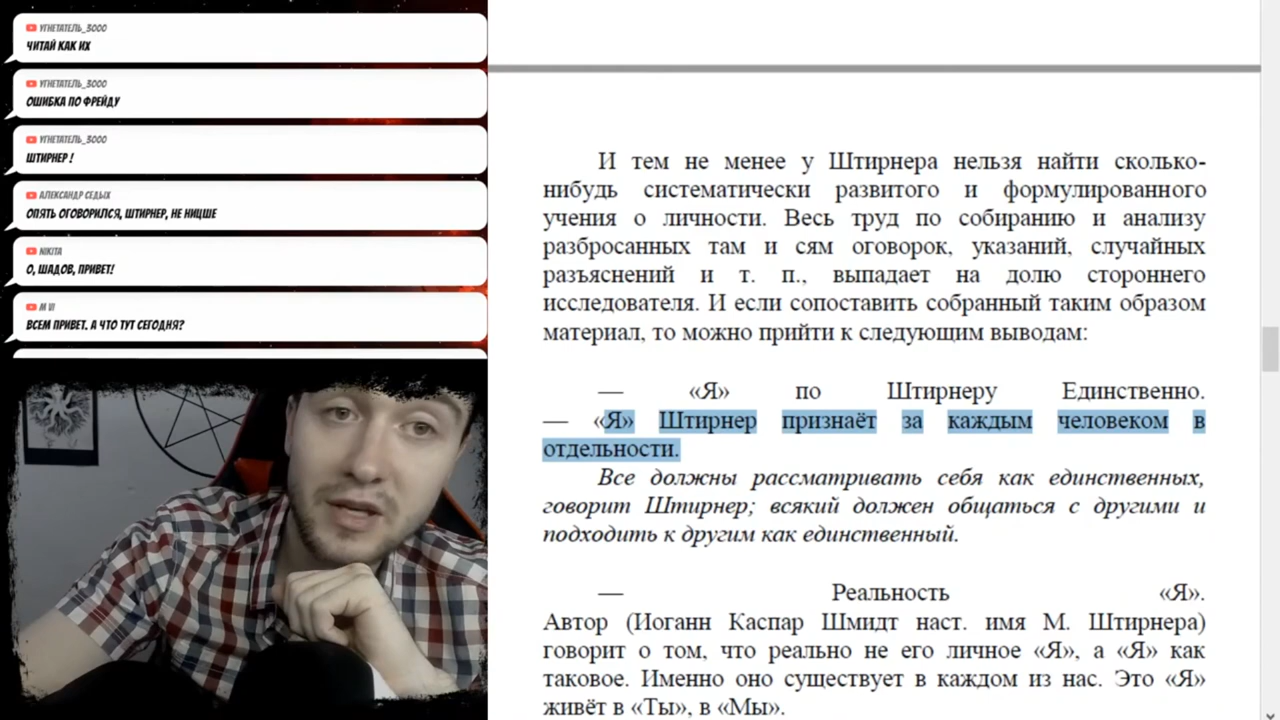 УГНЕТАТЕЛЬ_3000
ЧИТАЙ КАК ИХ
УГНЕТАТЕЛЬ_3000
ОШИБКА ПО ФРЕЙДУ
УГНЕТАТЕЛЬ_3000
ШТИРНЕР !
АЛЕКСАНДР СЕДЫХ
ОПЯТЬ ОГОВОРИЛСЯ, ШТИРНЕР, НЕ НИЦШЕ
NIKITA
О, ШАДОВ, ПРИВЕТ!
M VI
ВСЕМ ПРИВЕТ. А ЧТО ТУТ СЕГОДНЯ?
И тем не менее у Штирнера нельзя найти сколько-
нибудь систематически развитого и формулированного
учения о личности. Весь труд по собиранию и анализу
разбросанных там и сям оговорок, указаний, случайных
разъяснений и т. п., выпадает на долю стороннего
исследователя. И если сопоставить собранный таким образом
материал, то можно прийти к следующим выводам:
— «Я» по Штирнеру Единственно.
— «Я» Штирнер признаёт за каждым человеком в
отдельности.
Все должны рассматривать себя как единственных,
говорит Штирнер; всякий должен общаться с другими и
подходить к другим как единственный.
— Реальность «Я».
Автор (Иоганн Каспар Шмидт наст. имя М. Штирнера)
говорит о том, что реально не его личное «Я», а «Я» как
таковое. Именно оно существует в каждом из нас. Это «Я»
живёт в «Ты», в «Мы».